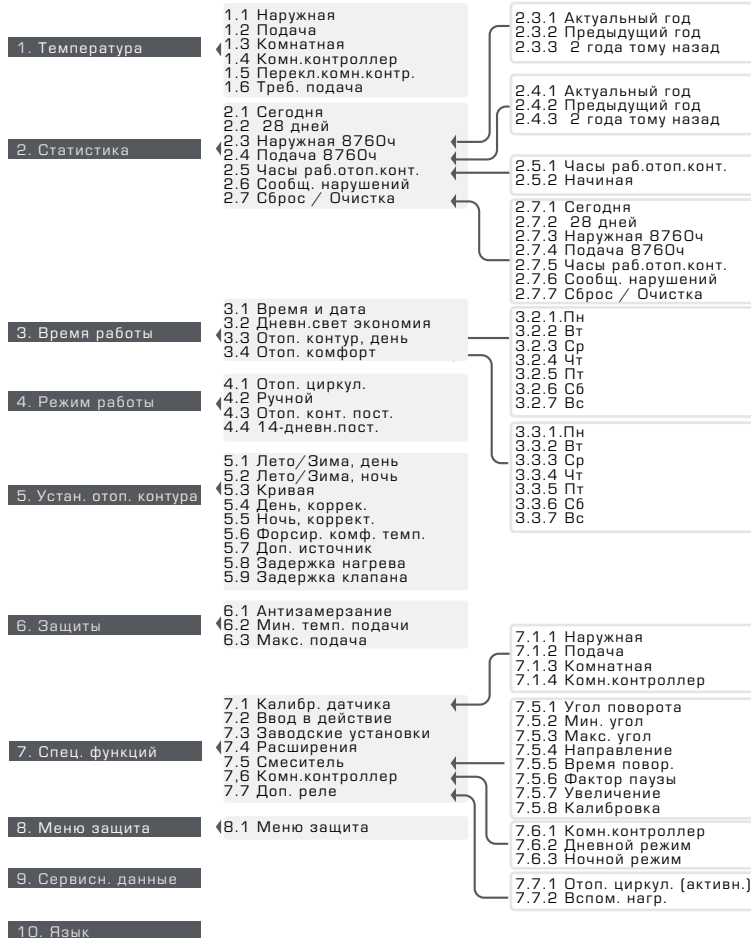 1. Температура
1.1 Наружная
1.2 Подача
1.3 Комнатная
1.4 Комн.контроллер
1.5 Перекл.комн.контр.
1.6 Треб. подача
2. Статистика
2.1 Сегодня
2.2 28 дней
2.3 Наружная 8760ч
2.4 Подача 8760ч
2.5 Часы раб.отоп.конт.
2.6 Сообщ. нарушений
2.7 Сброс / Очистка
2.3.1 Актуальный год
2.3.2 Предыдущий год
2.3.3 2 года тому назад
2.4.1 Актуальный год
2.4.2 Предыдущий год
2.4.3 2 года тому назад
2.5.1 Часы раб.отоп.конт.
2.5.2 Начиная
2.7.1 Сегодня
2.7.2 28 дней
2.7.3 Наружная 8760ч
2.7.4 Подача 8760ч
2.7.5 Часы раб.отоп.конт.
2.7.6 Сообщ. нарушений
2.7.7 Сброс / Очистка
3. Время работы
3.1 Время и дата
3.2 Дневн.свет экономия
3.3 Отоп. контур, день
3.4 Отоп. комфорт
3.2.1.Пн
3.2.2 Вт
3.2.3 Ср
3.2.4 Чт
3.2.5 Пт
3.2.6 Сб
3.2.7 Вс
3.3.1.Пн
3.3.2 Вт
3.3.3 Ср
3.3.4 Чт
3.3.5 Пт
3.3.6 Сб
3.3.7 Вс
4. Режим работы
4.1 Отоп. циркул.
4.2 Ручной
4.3 Отоп. конт. пост.
4.4 14-дневн.пост.
5. Устан. отоп. контура
5.1 Лето/Зима, день
5.2 Лето/Зима, ночь
5.3 Кривая
5.4 День, коррек.
5.5 Ночь, коррект.
5.6 Форсир. комф. темп.
5.7 Доп. источник
5.8 Задержка нагрева
5.9 Задержка клапана
6. Защиты
6.1 Антизамерзание
6.2 Мин. темп. подачи
6.3 Макс. подача
7. Спец. функций
7.1 Калибр. датчика
7.2 Ввод в действие
7.3 Заводские установки
7.4 Расширения
7.5 Смеситель
7,6 Комн.контроллер
7.7 Доп. реле
7.1.1 Наружная
7.1.2 Подача
7.1.3 Комнатная
7.1.4 Комн.контроллер
7.5.1 Угол поворота
7.5.2 Мин. угол
7.5.3 Макс. угол
7.5.4 Направление
7.5.5 Время повор.
7.5.6 Фактор паузы
7.5.7 Увеличение
7.5.8 Калибровка
7.6.1 Комн.контроллер
7.6.2 Дневной режим
7.6.3 Ночной режим
7.7.1 Отоп. циркул. (активн.)
7.7.2 Вспом. нагр.
8. Меню защита
8.1 Меню защита
9. Сервисн. данные
10. Язык